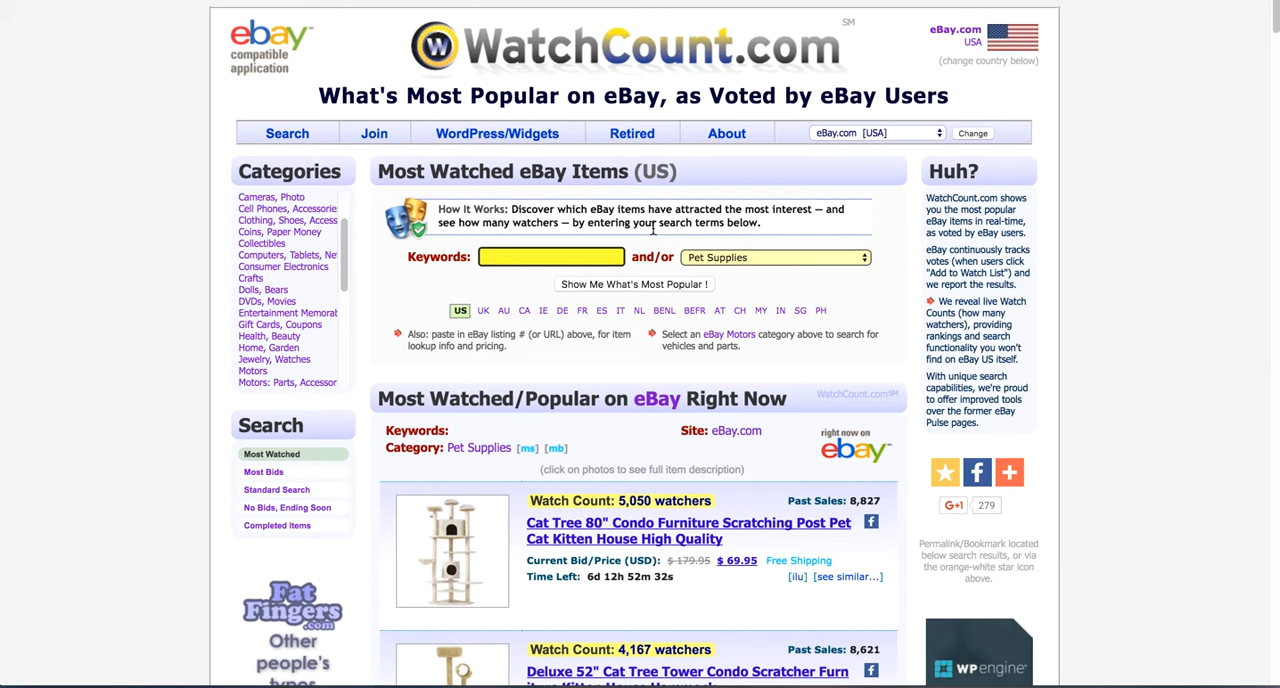 ebay
compatible
application
W WatchCount.com SM
eBay.com
USA
(change country below)
What's Most Popular on eBay, as Voted by eBay Users
Search Join WordPress/Widgets Retired About eBay.com [USA] Change
Categories
Cameras, Photo
Cell Phones, Accessories
Clothing, Shoes, Access
Coins, Paper Money
Collectibles
Computers, Tablets, Ne
Consumer Electronics
Crafts
Dolls, Bears
DVDs, Movies
Entertainment Memorab
Gift Cards, Coupons
Health, Beauty
Home, Garden
Jewelry, Watches
Motors
Motors: Parts, Accessor
Search
Most Watched
Most Bids
Standard Search
No Bids, Ending Soon
Completed Items
Fat
Fingers
.com
Other
people's
Most Watched eBay Items (US)
How It Works: Discover which eBay items have attracted the most interest — and
see how many watchers — by entering your search terms below.
Keywords: and/or Pet Supplies
Show Me What's Most Popular !
US UK AU CA IE DE FR ES IT NL BENL BEFR AT CH MY IN SG PH
Also: paste in eBay listing # (or URL) above, for item
lookup info and pricing.
Select an eBay Motors category above to search for
vehicles and parts.
Most Watched/Popular on eBay Right Now WatchCount.com SM
Keywords: Site: eBay.com
Category: Pet Supplies [ms] [mb]
right now on
ebay
(click on photos to see full item description)
Watch Count: 5,050 watchers Past Sales: 8,827
Cat Tree 80" Condo Furniture Scratching Post Pet
Cat Kitten House High Quality
Current Bid/Price (USD): $ 179.95 $ 69.95 Free Shipping
Time Left: 6d 12h 52m 32s [ilu] [see similar...]
Watch Count: 4,167 watchers Past Sales: 8,621
Deluxe 52" Cat Tree Tower Condo Scratcher Furn
Huh?
WatchCount.com shows
you the most popular
eBay items in real-time,
as voted by eBay users.
eBay continuously tracks
votes (when users click
"Add to Watch List") and
we report the results.
We reveal live Watch
Counts (how many
watchers), providing
rankings and search
functionality you won't
find on eBay US itself.
With unique search
capabilities, we're proud
to offer improved tools
over the former eBay
Pulse pages.
G+1 279
Permalink/Bookmark located
below search results, or via
the orange-white star icon
above.
WPengine